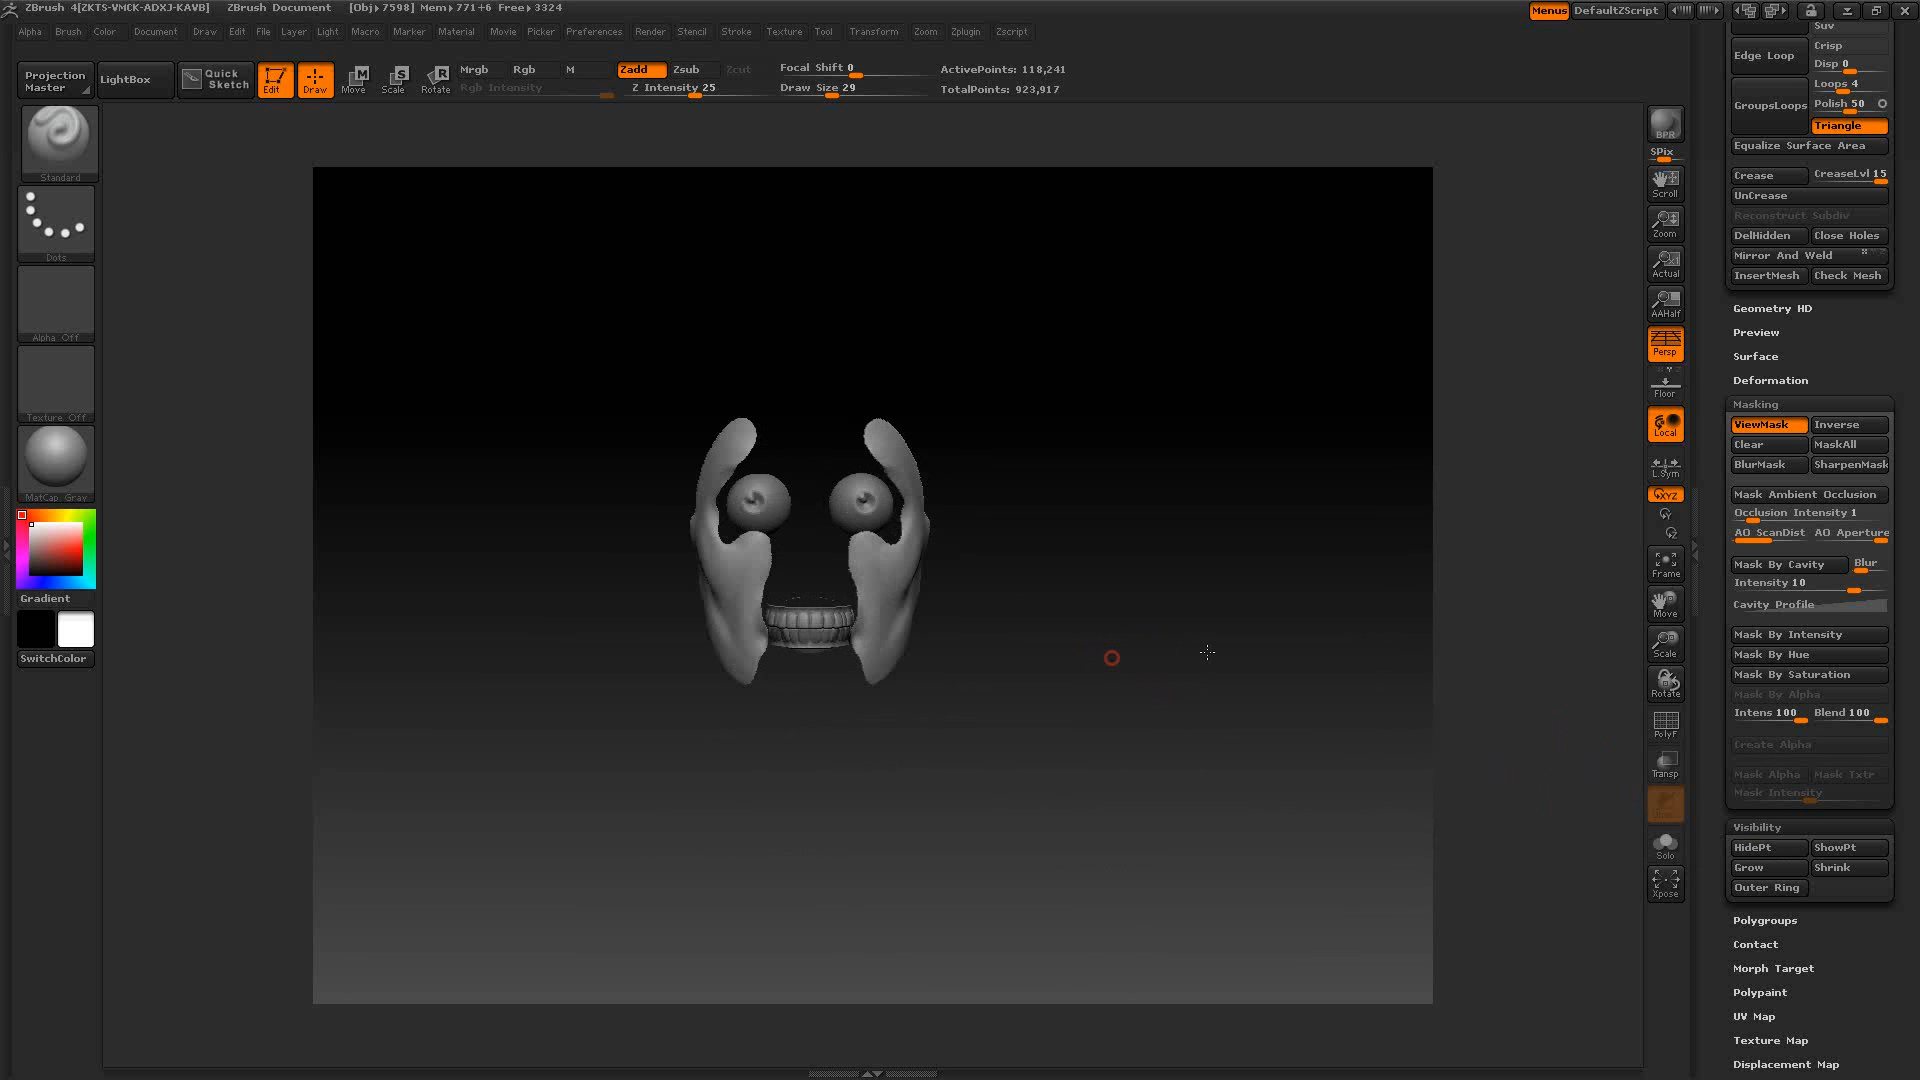 ZBrush 4[ZKTS-VMCK-ADXJ-KAVB] ZBrush Document [Obj▸7598] Mem▸771+6 Free▸3324
Menus DefaultZScript
Alpha Brush Color Document Draw Edit File Layer Light Macro Marker Material Movie Picker Preferences Render Stencil Stroke Texture Tool Transform Zoom Zplugin Zscript
Projection Master
LightBox
Quick Sketch
Edit
Draw
Move
Scale
Rotate
Mrgb Rgb M
Rgb Intensity
Zadd Zsub Zcut
Z Intensity 25
Focal Shift 0
Draw Size 29
ActivePoints: 118,241
TotalPoints: 923,917
Standard
Dots
Alpha Off
Texture Off
MatCap Gray
Gradient
SwitchColor
BPR
SPix
Scroll
Zoom
Actual
AAHalf
Persp
Floor
Local
L.Sym
XYZ
Frame
Move
Scale
Rotate
PolyF
Transp
Solo
Xpose
Suv
Edge Loop
Crisp
Disp 0
Loops 4
GroupsLoops
Polish 50
Triangle
Equalize Surface Area
Crease CreaseLvl 15
UnCrease
Reconstruct Subdiv
DelHidden Close Holes
Mirror And Weld
InsertMesh Check Mesh
Geometry HD
Preview
Surface
Deformation
Masking
ViewMask Inverse
Clear MaskAll
BlurMask SharpenMask
Mask Ambient Occlusion
Occlusion Intensity 1
AO ScanDist AO Aperture
Mask By Cavity Blur
Intensity 10
Cavity Profile
Mask By Intensity
Mask By Hue
Mask By Saturation
Mask By Alpha
Intens 100 Blend 100
Create Alpha
Mask Alpha Mask Txtr
Mask Intensity
Visibility
HidePt ShowPt
Grow Shrink
Outer Ring
Polygroups
Contact
Morph Target
Polypaint
UV Map
Texture Map
Displacement Map